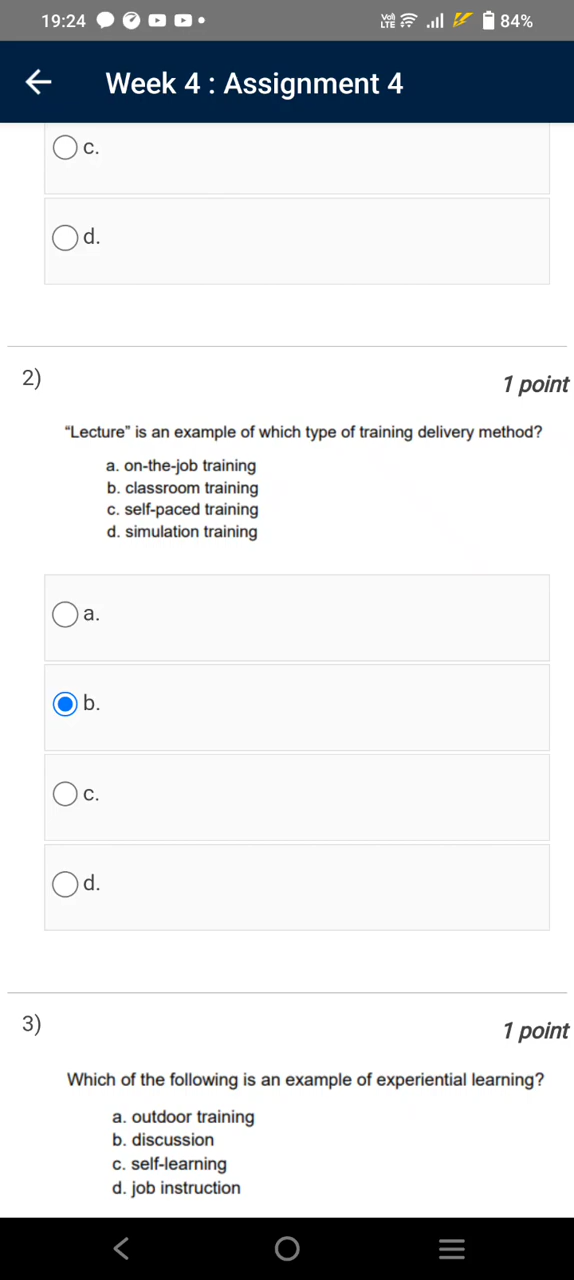 19:24
VoLTE 84%
Week 4 : Assignment 4
c.
d.
2)
1 point
“Lecture” is an example of which type of training delivery method?
a. on-the-job training
b. classroom training
c. self-paced training
d. simulation training
a.
b.
c.
d.
3)
1 point
Which of the following is an example of experiential learning?
a. outdoor training
b. discussion
c. self-learning
d. job instruction